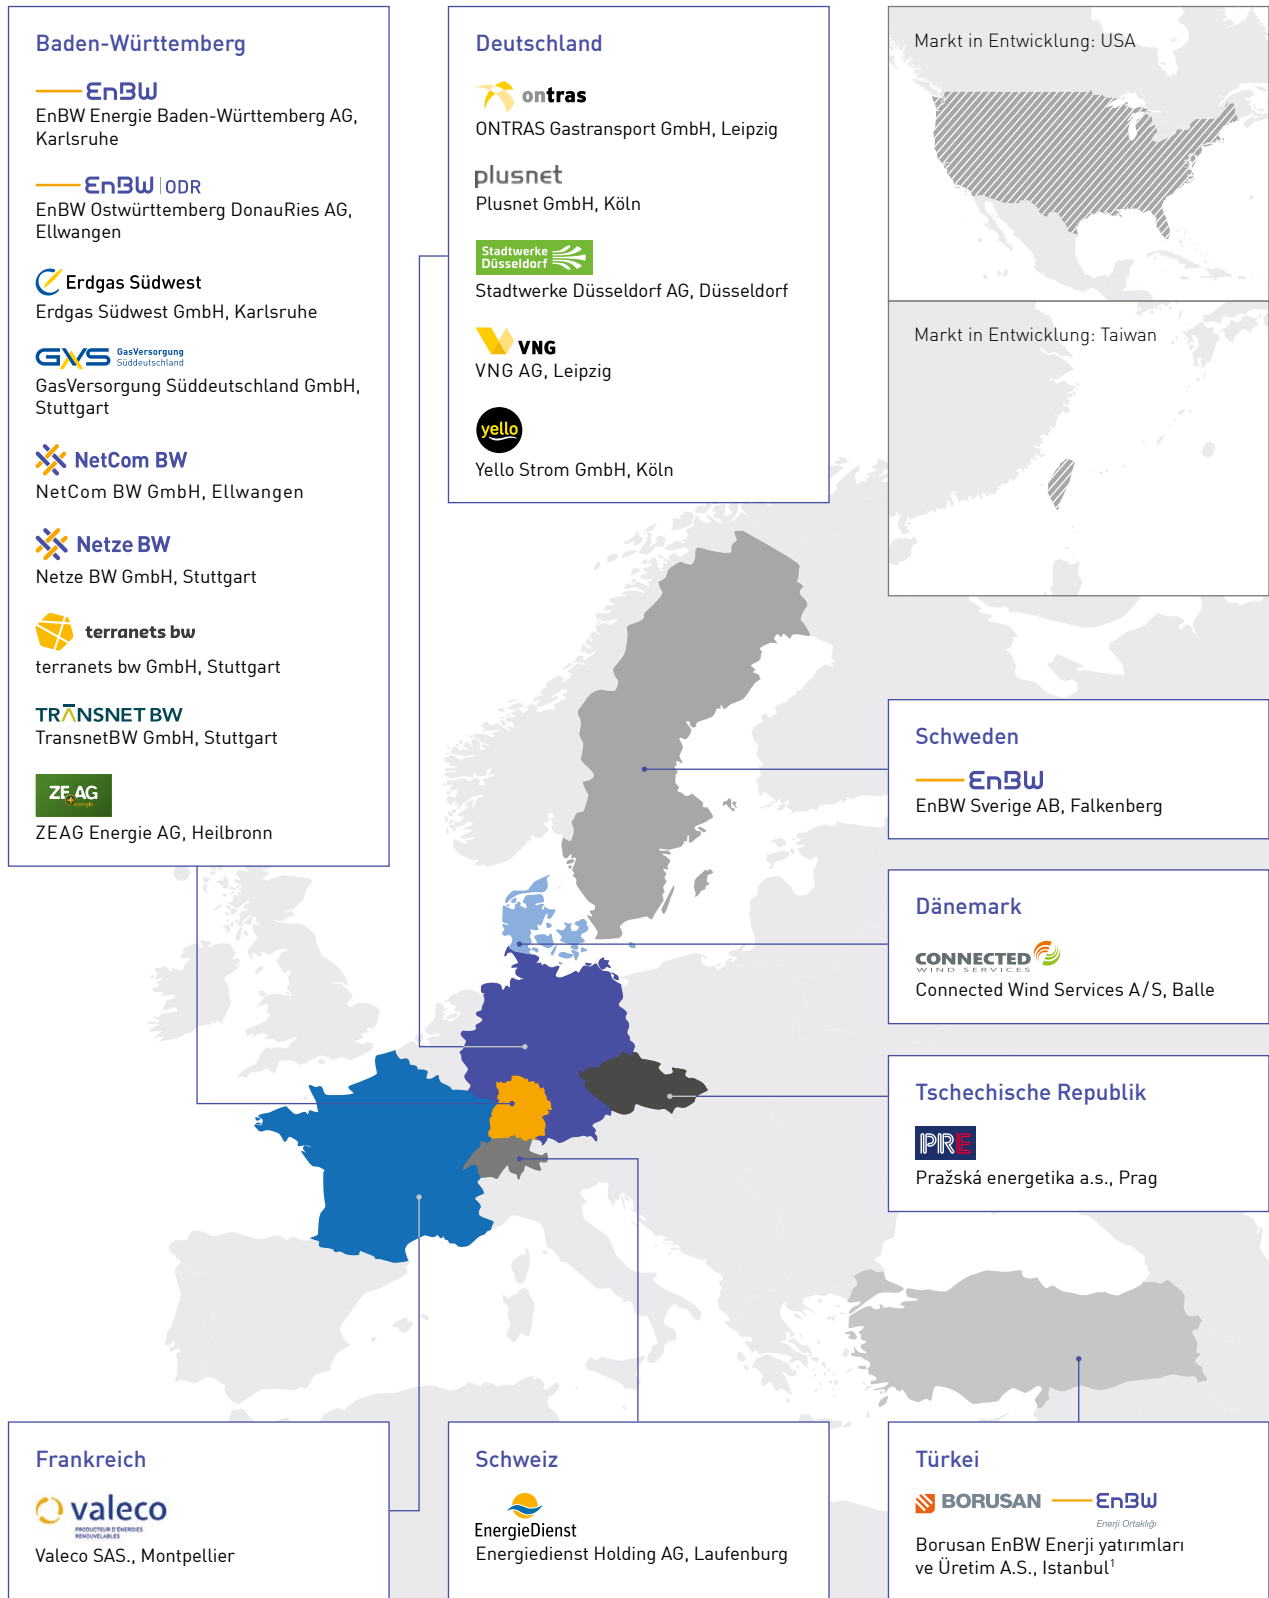 Baden-Württemberg
EnBW
EnBW Energie Baden-Württemberg AG,
Karlsruhe
EnBW | ODR
EnBW Ostwürttemberg DonauRies AG,
Ellwangen
Erdgas Südwest
Erdgas Südwest GmbH, Karlsruhe
GVS GasVersorgung
Süddeutschland
GasVersorgung Süddeutschland GmbH,
Stuttgart
NetCom BW
NetCom BW GmbH, Ellwangen
Netze BW
Netze BW GmbH, Stuttgart
terranets bw
terranets bw GmbH, Stuttgart
TRANSNET BW
TransnetBW GmbH, Stuttgart
ZEAG
energie
ZEAG Energie AG, Heilbronn
Deutschland
ontras
ONTRAS Gastransport GmbH, Leipzig
plusnet
Plusnet GmbH, Köln
Stadtwerke
Düsseldorf
Stadtwerke Düsseldorf AG, Düsseldorf
VNG
VNG AG, Leipzig
yello
Yello Strom GmbH, Köln
Markt in Entwicklung: USA
Markt in Entwicklung: Taiwan
Schweden
EnBW
EnBW Sverige AB, Falkenberg
Dänemark
CONNECTED
WIND SERVICES
Connected Wind Services A/S, Balle
Tschechische Republik
PRE
Pražská energetika a.s., Prag
Frankreich
valeco
PRODUCTEUR D'ÉNERGIES
RENOUVELABLES
Valeco SAS., Montpellier
Schweiz
EnergieDienst
Energiedienst Holding AG, Laufenburg
Türkei
BORUSAN EnBW
Enerji Ortaklığı
Borusan EnBW Enerji yatırımları
ve Üretim A.S., Istanbul¹